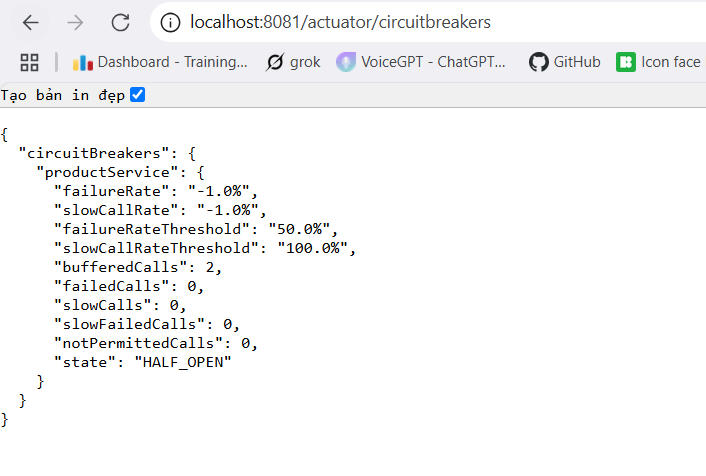 localhost:8081/actuator/circuitbreakers
Dashboard - Training... grok VoiceGPT - ChatGPT... GitHub Icon face
Tạo bản in đẹp
{
  "circuitBreakers": {
    "productService": {
      "failureRate": "-1.0%",
      "slowCallRate": "-1.0%",
      "failureRateThreshold": "50.0%",
      "slowCallRateThreshold": "100.0%",
      "bufferedCalls": 2,
      "failedCalls": 0,
      "slowCalls": 0,
      "slowFailedCalls": 0,
      "notPermittedCalls": 0,
      "state": "HALF_OPEN"
    }
  }
}